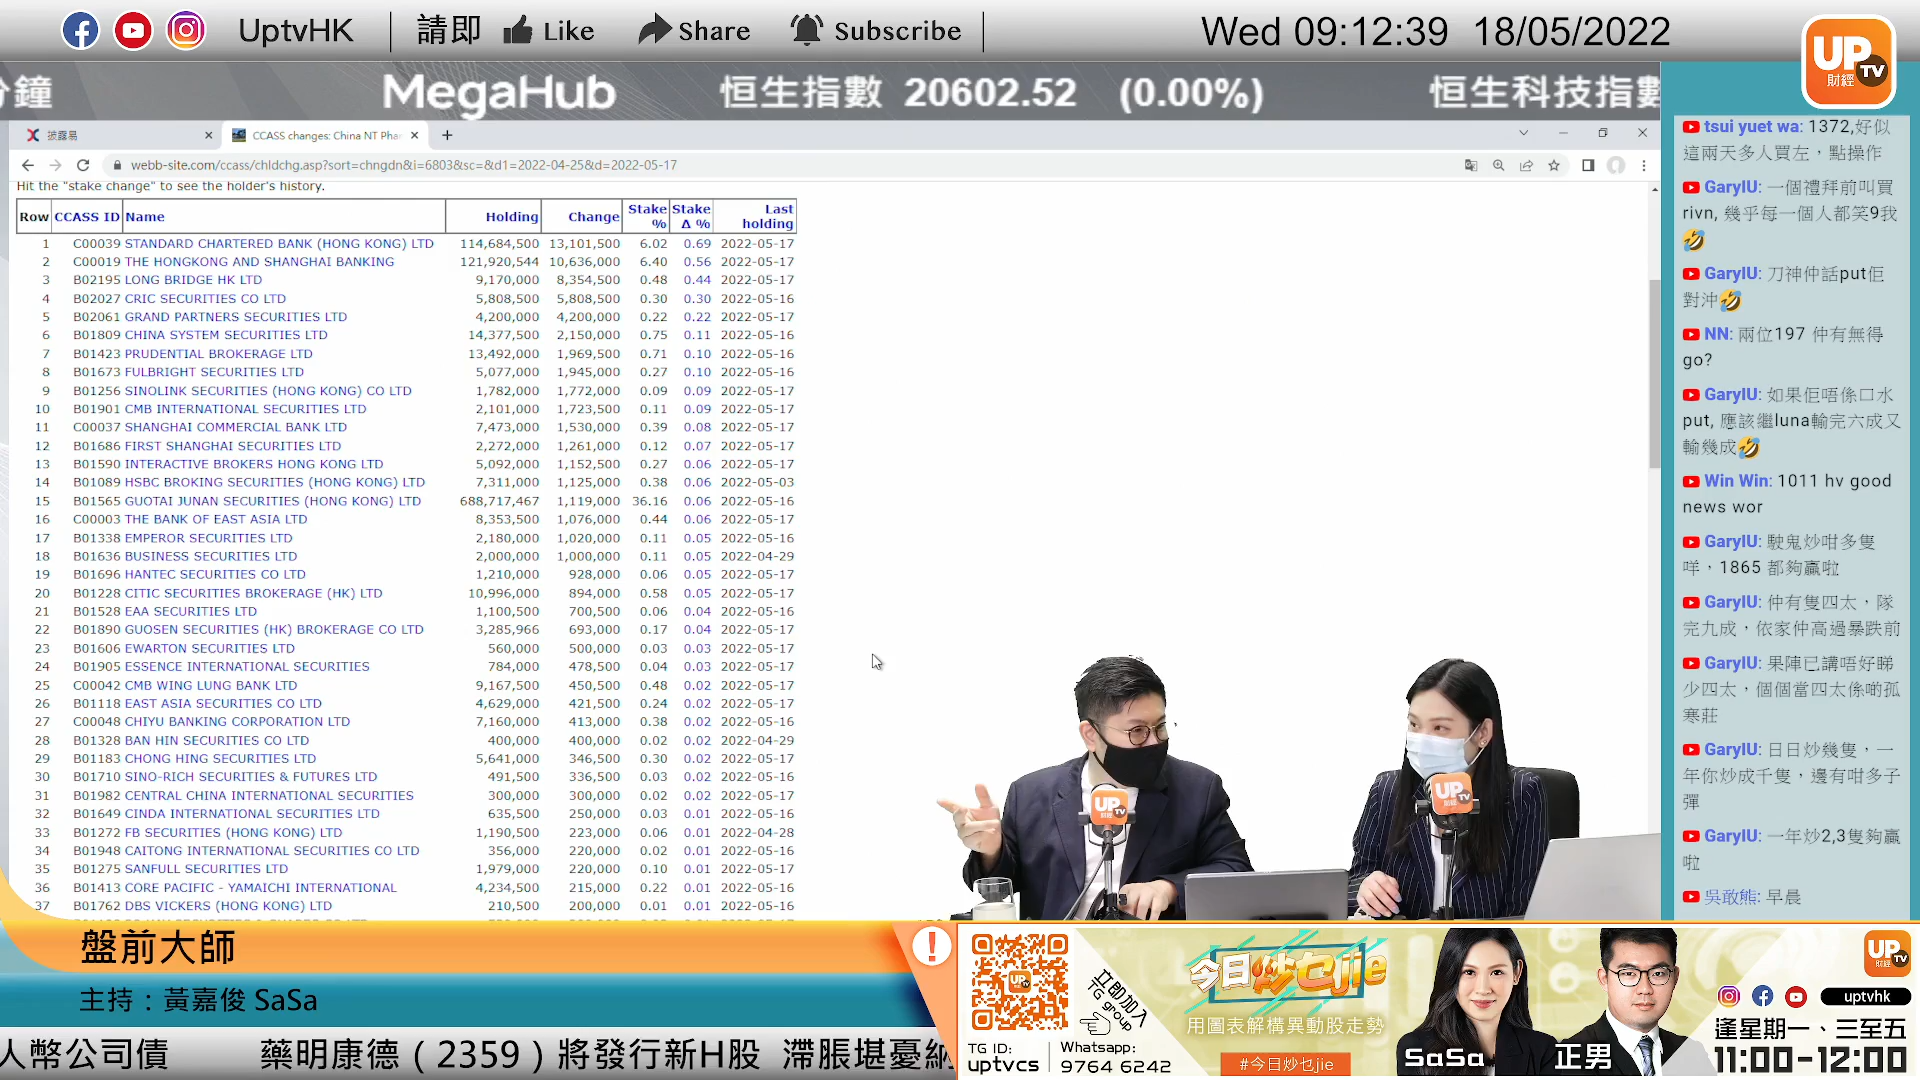 UptvHK
請即
Like
Share
Subscribe
Wed 09:12:39 18/05/2022
UP TV 財經
分鐘
MegaHub
恒生指數 20602.52 (0.00%)
恒生科技指數
披露易
CCASS changes: China NT Phar
webb-site.com/ccass/chldchg.asp?sort=chngdn&i=6803&sc=&d1=2022-04-25&d=2022-05-17
Hit the "stake change" to see the holder's history.
Row CCASS ID Name Holding Change Stake % Stake Δ % Last holding
1 C00039 STANDARD CHARTERED BANK (HONG KONG) LTD 114,684,500 13,101,500 6.02 0.69 2022-05-17
2 C00019 THE HONGKONG AND SHANGHAI BANKING 121,920,544 10,636,000 6.40 0.56 2022-05-17
3 B02195 LONG BRIDGE HK LTD 9,170,000 8,354,500 0.48 0.44 2022-05-17
4 B02027 CRIC SECURITIES CO LTD 5,808,500 5,808,500 0.30 0.30 2022-05-16
5 B02061 GRAND PARTNERS SECURITIES LTD 4,200,000 4,200,000 0.22 0.22 2022-05-17
6 B01809 CHINA SYSTEM SECURITIES LTD 14,377,500 2,150,000 0.75 0.11 2022-05-16
7 B01423 PRUDENTIAL BROKERAGE LTD 13,492,000 1,969,500 0.71 0.10 2022-05-16
8 B01673 FULBRIGHT SECURITIES LTD 5,077,000 1,945,000 0.27 0.10 2022-05-16
9 B01256 SINOLINK SECURITIES (HONG KONG) CO LTD 1,782,000 1,772,000 0.09 0.09 2022-05-17
10 B01901 CMB INTERNATIONAL SECURITIES LTD 2,101,000 1,723,500 0.11 0.09 2022-05-17
11 C00037 SHANGHAI COMMERCIAL BANK LTD 7,473,000 1,530,000 0.39 0.08 2022-05-17
12 B01686 FIRST SHANGHAI SECURITIES LTD 2,272,000 1,261,000 0.12 0.07 2022-05-17
13 B01590 INTERACTIVE BROKERS HONG KONG LTD 5,092,000 1,152,500 0.27 0.06 2022-05-17
14 B01089 HSBC BROKING SECURITIES (HONG KONG) LTD 7,311,000 1,125,000 0.38 0.06 2022-05-03
15 B01565 GUOTAI JUNAN SECURITIES (HONG KONG) LTD 688,717,467 1,119,000 36.16 0.06 2022-05-16
16 C00003 THE BANK OF EAST ASIA LTD 8,353,500 1,076,000 0.44 0.06 2022-05-17
17 B01338 EMPEROR SECURITIES LTD 2,180,000 1,020,000 0.11 0.05 2022-05-16
18 B01636 BUSINESS SECURITIES LTD 2,000,000 1,000,000 0.11 0.05 2022-04-29
19 B01696 HANTEC SECURITIES CO LTD 1,210,000 928,000 0.06 0.05 2022-05-17
20 B01228 CITIC SECURITIES BROKERAGE (HK) LTD 10,996,000 894,000 0.58 0.05 2022-05-17
21 B01528 EAA SECURITIES LTD 1,100,500 700,500 0.06 0.04 2022-05-16
22 B01890 GUOSEN SECURITIES (HK) BROKERAGE CO LTD 3,285,966 693,000 0.17 0.04 2022-05-17
23 B01606 EWARTON SECURITIES LTD 560,000 500,000 0.03 0.03 2022-05-17
24 B01905 ESSENCE INTERNATIONAL SECURITIES 784,000 478,500 0.04 0.03 2022-05-17
25 C00042 CMB WING LUNG BANK LTD 9,167,500 450,500 0.48 0.02 2022-05-17
26 B01118 EAST ASIA SECURITIES CO LTD 4,629,000 421,500 0.24 0.02 2022-05-17
27 C00048 CHIYU BANKING CORPORATION LTD 7,160,000 413,000 0.38 0.02 2022-05-16
28 B01328 BAN HIN SECURITIES CO LTD 400,000 400,000 0.02 0.02 2022-04-29
29 B01183 CHONG HING SECURITIES LTD 5,641,000 346,500 0.30 0.02 2022-05-17
30 B01710 SINO-RICH SECURITIES & FUTURES LTD 491,500 336,500 0.03 0.02 2022-05-16
31 B01982 CENTRAL CHINA INTERNATIONAL SECURITIES 300,000 300,000 0.02 0.02 2022-05-17
32 B01649 CINDA INTERNATIONAL SECURITIES LTD 635,500 250,000 0.03 0.01 2022-05-16
33 B01272 FB SECURITIES (HONG KONG) LTD 1,190,500 223,000 0.06 0.01 2022-04-28
34 B01948 CAITONG INTERNATIONAL SECURITIES CO LTD 356,000 220,000 0.02 0.01 2022-05-17
35 B01275 SANFULL SECURITIES LTD 1,979,000 220,000 0.10 0.01 2022-05-17
36 B01413 CORE PACIFIC - YAMAICHI INTERNATIONAL 4,234,500 215,000 0.22 0.01 2022-05-16
37 B01762 DBS VICKERS (HONG KONG) LTD 210,500 200,000 0.01 0.01 2022-05-16
tsui yuet wa: 1372,好似
這兩天多人買左，點操作
GarylU: 一個禮拜前叫買
rivn, 幾乎每一個人都笑9我
🤣
GarylU: 刀神仲話put佢
對沖🤣
NN: 兩位197 仲有無得
go?
GarylU: 如果佢唔係口水
put, 應該繼luna輸完六成又
輸幾成🤣
Win Win: 1011 hv good
news wor
GarylU: 駛鬼炒咁多隻
咩，1865 都夠贏啦
GarylU: 仲有隻四太，隊
完九成，依家仲高過暴跌前
GarylU: 果陣已講唔好睇
少四太，個個當四太係啲孤
寒莊
GarylU: 日日炒幾隻，一
年你炒成千隻，邊有咁多子
彈
GarylU: 一年炒2,3隻夠贏
啦
吳敢熊: 早晨
UP TV 財經
UP TV 財經
盤前大師
主持：黃嘉俊 SaSa
人幣公司債 藥明康德（2359）將發行新H股 滯脹堪憂納
立即加入
TG group
TG ID:
uptvcs
Whatsapp:
9764 6242
今日炒乜jie
用圖表解構異動股走勢
#今日炒乜jie
SaSa
正男
UP TV 財經
uptvhk
逢星期一、三至五
11:00-12:00